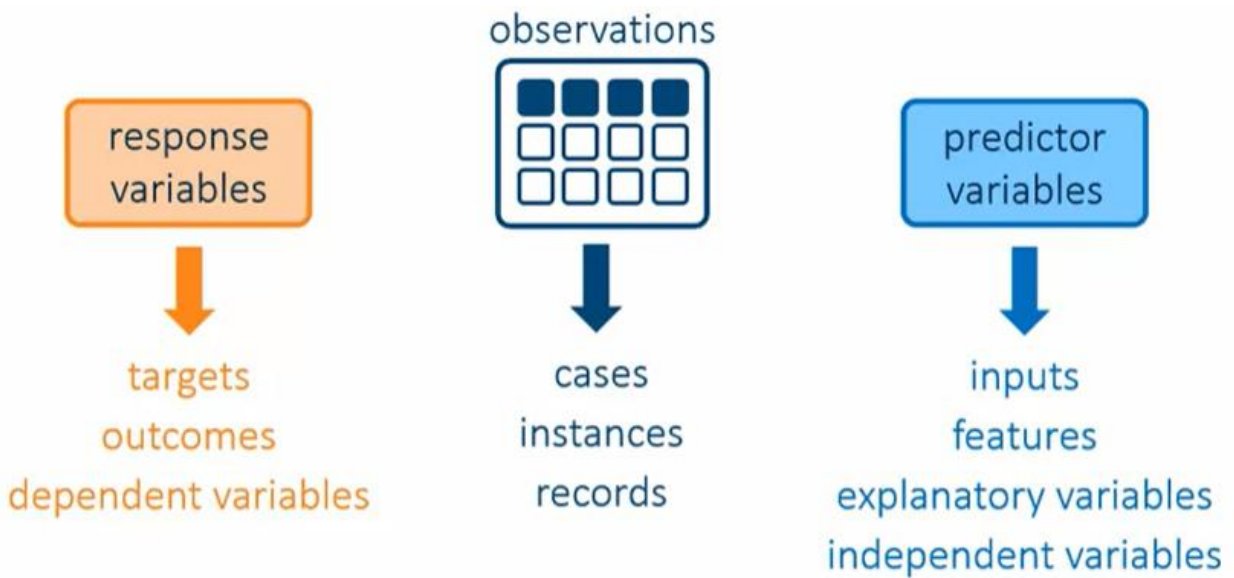 observations
response
variables
predictor
variables
targets
outcomes
dependent variables
cases
instances
records
inputs
features
explanatory variables
independent variables